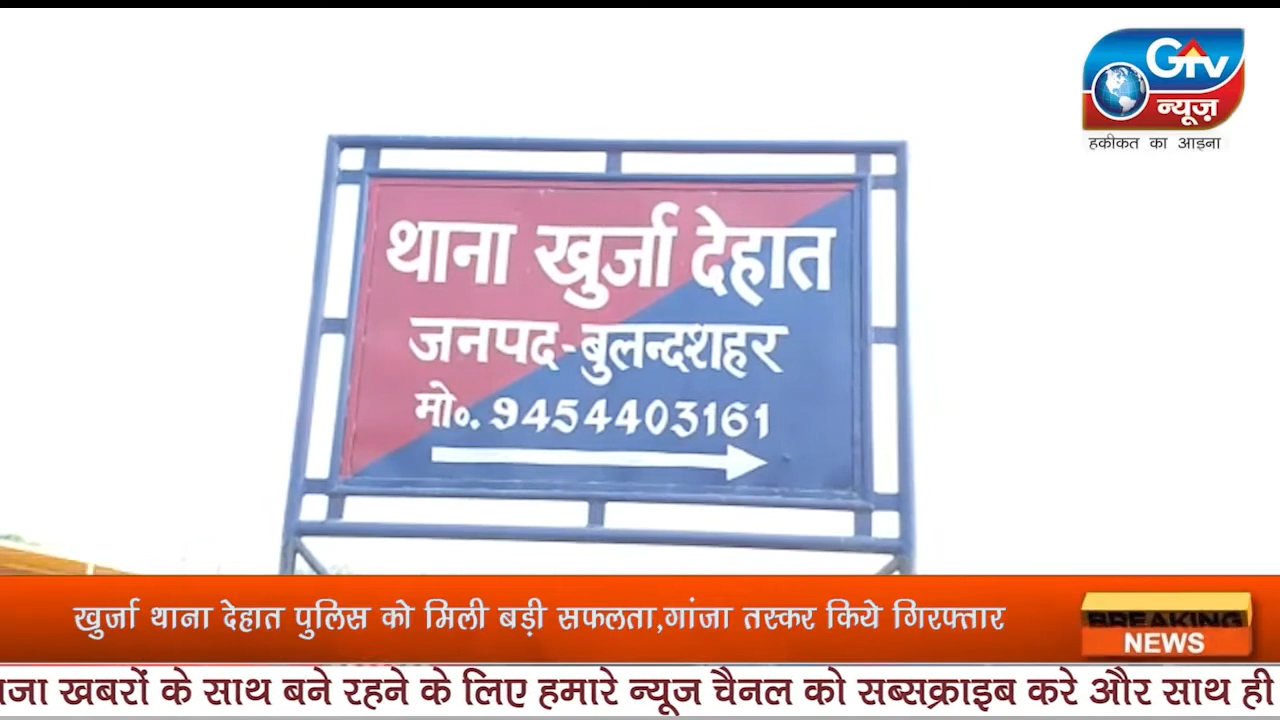 GTV
न्यूज़
हकीकत का आइना
थाना खुर्जा देहात
जनपद-बुलन्दशहर
मो०. 9454403161
खुर्जा थाना देहात पुलिस को मिली बड़ी सफलता,गांजा तस्कर किये गिरफ्तार
BREAKING
NEWS
खबरों के साथ बने रहने के लिए हमारे न्यूज चैनल को सब्सक्राइब करे और साथ ही